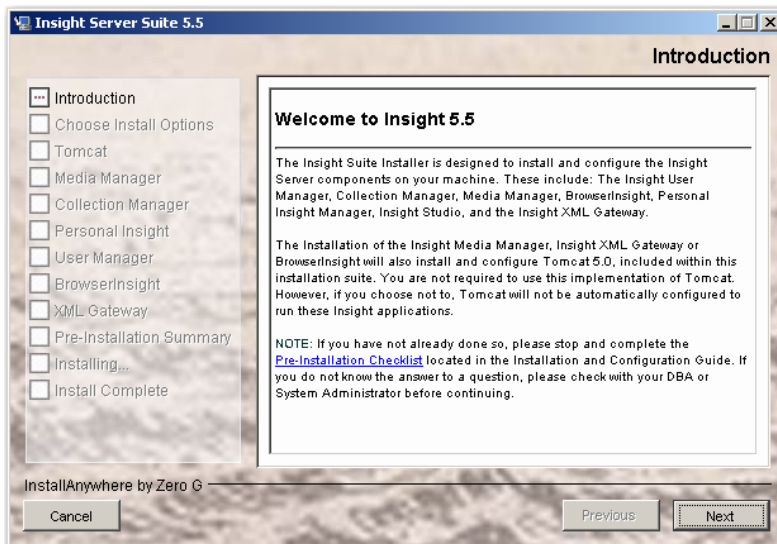 Insight Server Suite 5.5
Introduction
Introduction
Choose Install Options
Tomcat
Media Manager
Collection Manager
Personal Insight
User Manager
BrowserInsight
XML Gateway
Pre-Installation Summary
Installing...
Install Complete
Welcome to Insight 5.5
The Insight Suite Installer is designed to install and configure the Insight
Server components on your machine. These include: The Insight User
Manager, Collection Manager, Media Manager, BrowserInsight, Personal
Insight Manager, Insight Studio, and the Insight XML Gateway.
The Installation of the Insight Media Manager, Insight XML Gateway or
BrowserInsight will also install and configure Tomcat 5.0, included within this
installation suite. You are not required to use this implementation of Tomcat.
However, if you choose not to, Tomcat will not be automatically configured to
run these Insight applications.
NOTE: If you have not already done so, please stop and complete the
Pre-Installation Checklist located in the Installation and Configuration Guide. If
you do not know the answer to a question, please check with your DBA or
System Administrator before continuing.
InstallAnywhere by Zero G
Cancel
Previous
Next